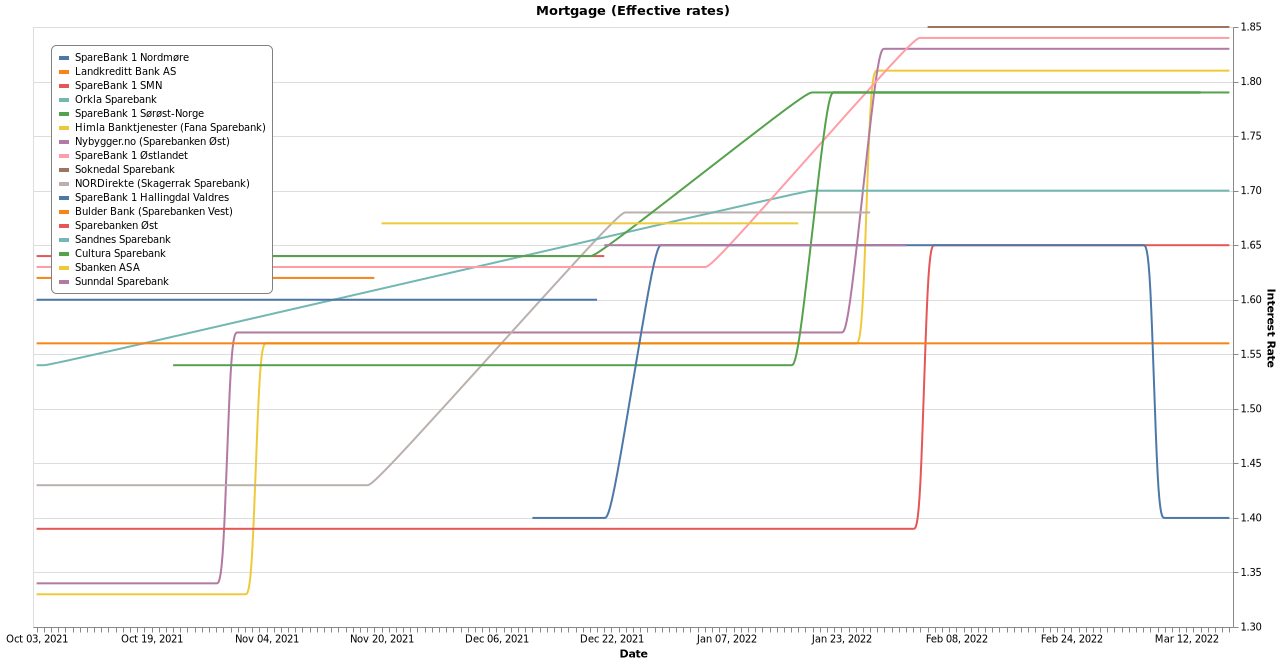 Mortgage (Effective rates)
SpareBank 1 Nordmøre
Landkreditt Bank AS
SpareBank 1 SMN
Orkla Sparebank
SpareBank 1 Sørøst-Norge
Himla Banktjenester (Fana Sparebank)
Nybygger.no (Sparebanken Øst)
SpareBank 1 Østlandet
Soknedal Sparebank
NORDirekte (Skagerrak Sparebank)
SpareBank 1 Hallingdal Valdres
Bulder Bank (Sparebanken Vest)
Sparebanken Øst
Sandnes Sparebank
Cultura Sparebank
Sbanken ASA
Sunndal Sparebank
1.85
1.80
1.75
1.70
1.65
1.60
1.55
1.50
1.45
1.40
1.35
1.30
Interest Rate
Oct 03, 2021 Oct 19, 2021 Nov 04, 2021 Nov 20, 2021 Dec 06, 2021 Dec 22, 2021 Jan 07, 2022 Jan 23, 2022 Feb 08, 2022 Feb 24, 2022 Mar 12, 2022
Date